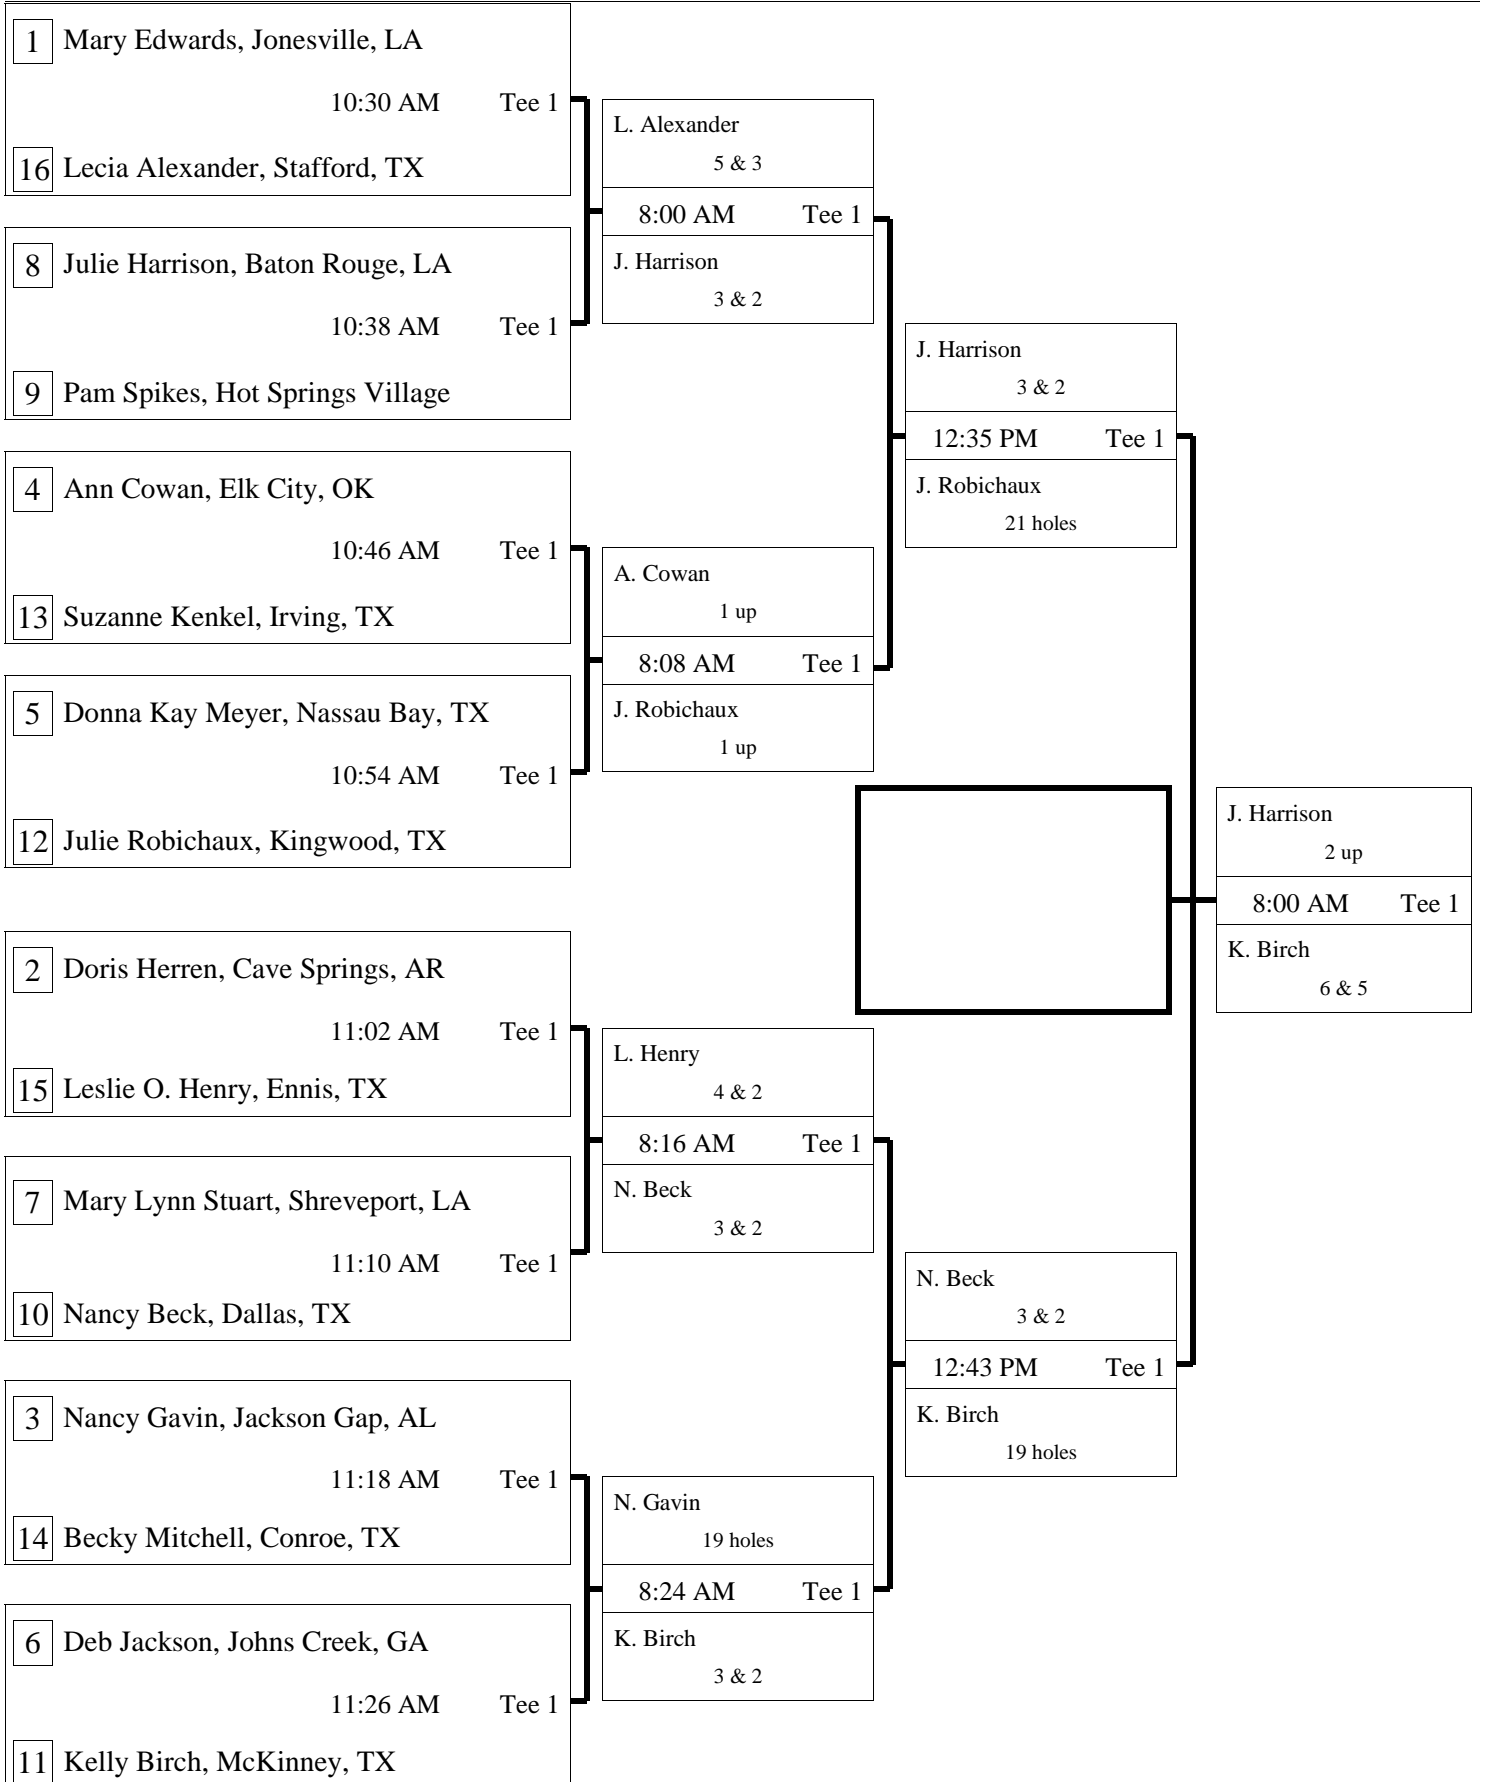 1 Mary Edwards, Jonesville, LA
10:30 AM Tee 1
16 Lecia Alexander, Stafford, TX
8 Julie Harrison, Baton Rouge, LA
10:38 AM Tee 1
9 Pam Spikes, Hot Springs Village
4 Ann Cowan, Elk City, OK
10:46 AM Tee 1
13 Suzanne Kenkel, Irving, TX
5 Donna Kay Meyer, Nassau Bay, TX
10:54 AM Tee 1
12 Julie Robichaux, Kingwood, TX
2 Doris Herren, Cave Springs, AR
11:02 AM Tee 1
15 Leslie O. Henry, Ennis, TX
7 Mary Lynn Stuart, Shreveport, LA
11:10 AM Tee 1
10 Nancy Beck, Dallas, TX
3 Nancy Gavin, Jackson Gap, AL
11:18 AM Tee 1
14 Becky Mitchell, Conroe, TX
6 Deb Jackson, Johns Creek, GA
11:26 AM Tee 1
11 Kelly Birch, McKinney, TX
L. Alexander
5 & 3
8:00 AM Tee 1
J. Harrison
3 & 2
A. Cowan
1 up
8:08 AM Tee 1
J. Robichaux
1 up
L. Henry
4 & 2
8:16 AM Tee 1
N. Beck
3 & 2
N. Gavin
19 holes
8:24 AM Tee 1
K. Birch
3 & 2
J. Harrison
3 & 2
12:35 PM Tee 1
J. Robichaux
21 holes
N. Beck
3 & 2
12:43 PM Tee 1
K. Birch
19 holes
J. Harrison
2 up
8:00 AM Tee 1
K. Birch
6 & 5